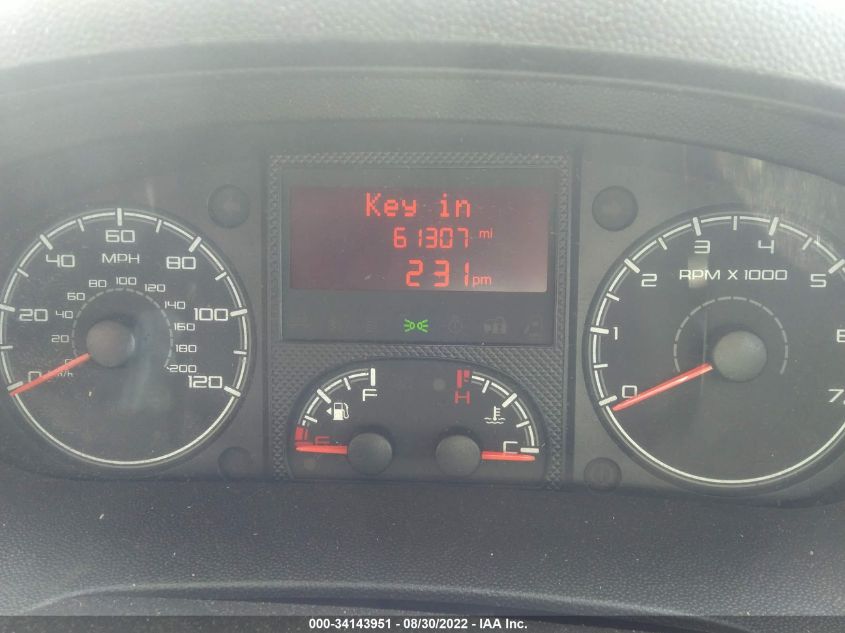 Key in
61307 mi
2 31 pm
0 20 40 60 80 100 120
MPH
20 40 60 80 100 120 140 160 180 200
0 1 2 3 4 5
RPM X 1000
7
F
H
E
C
000-34143951 - 08/30/2022 - IAA Inc.